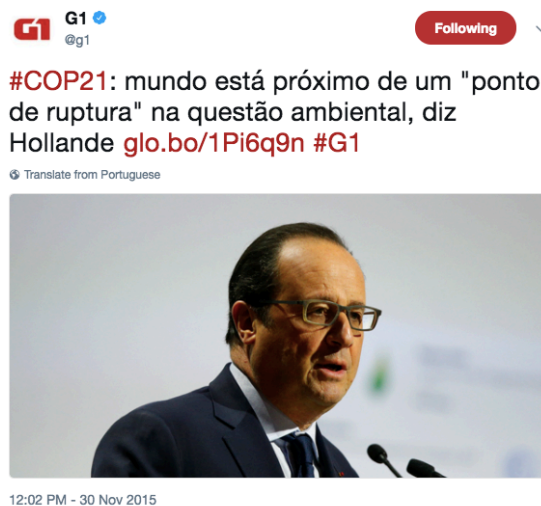 G1
G1
@g1
Following
#COP21: mundo está próximo de um "ponto
de ruptura" na questão ambiental, diz
Hollande glo.bo/1Pi6q9n #G1
Translate from Portuguese
12:02 PM - 30 Nov 2015